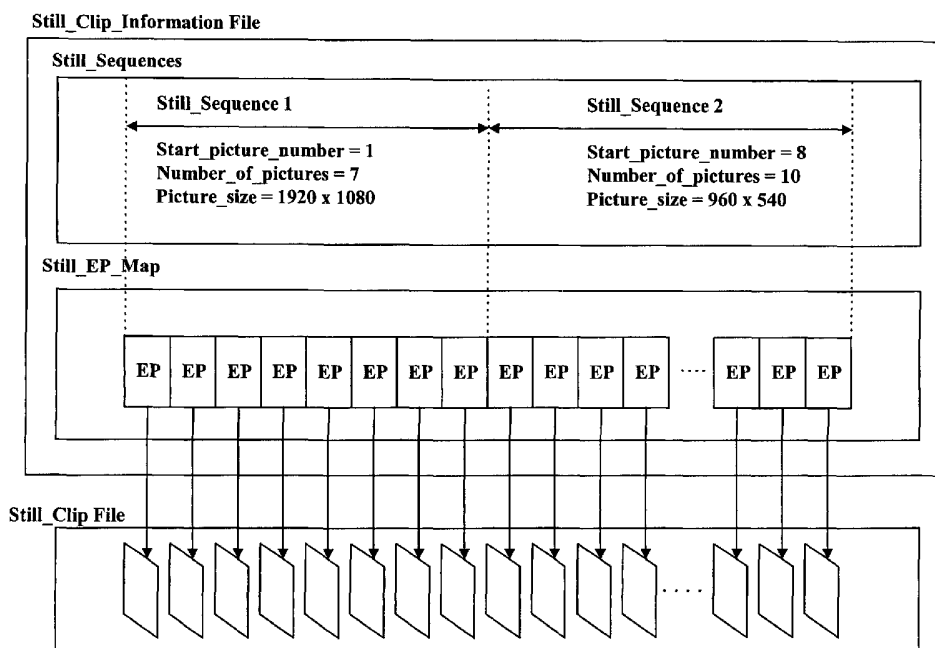 Still_Clip_Information File
Still_Sequences
Still_Sequence 1
Still_Sequence 2
Start_picture_number = 1
Number_of_pictures = 7
Picture_size = 1920 x 1080
Start_picture_number = 8
Number_of_pictures = 10
Picture_size = 960 x 540
Still_EP_Map
EP EP EP EP EP EP EP EP EP EP EP EP ····· EP EP EP
Still_Clip File
·····